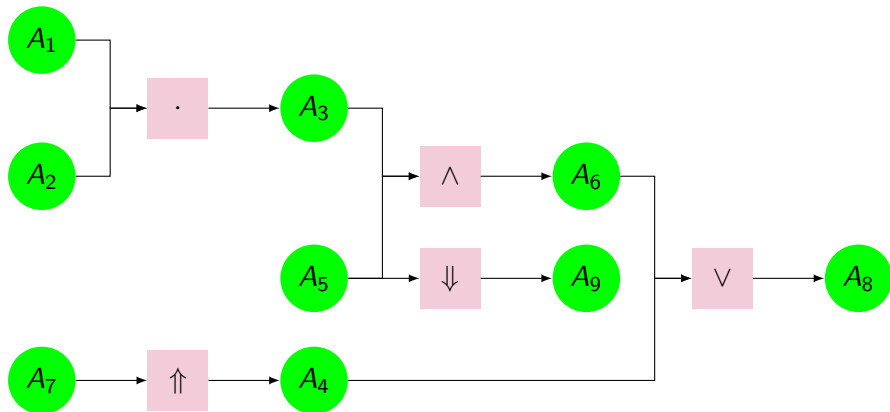 A₁
·
A₃
A₂
∧
A₆
A₅
⇓
A₉
∨
A₈
A₇
⇑
A₄